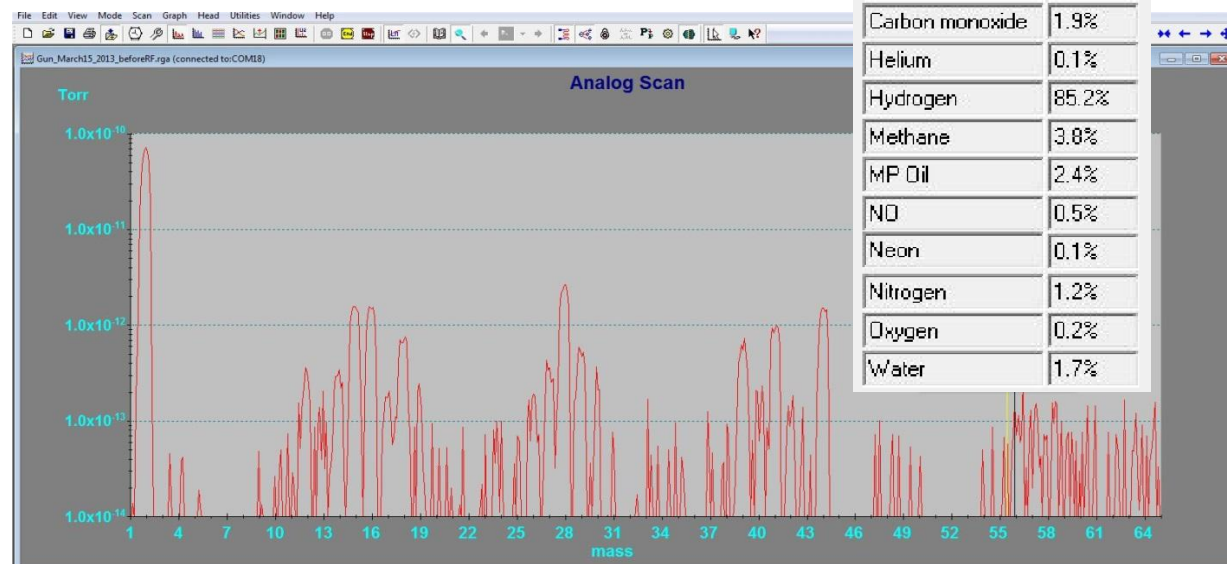 File Edit View Mode Scan Graph Head Utilities Window Help
Gun_March15_2013_beforeRF.rga (connected to:COM18)
Analog Scan
Torr
1.0x10-10
1.0x10-11
1.0x10-12
1.0x10-13
1.0x10-14
1 4 7 10 13 16 19 22 25 28 31 34 37 40 43 46 49 52 55 58 61 64
mass
Carbon monoxide 1.9%
Helium 0.1%
Hydrogen 85.2%
Methane 3.8%
MP Oil 2.4%
NO 0.5%
Neon 0.1%
Nitrogen 1.2%
Oxygen 0.2%
Water 1.7%